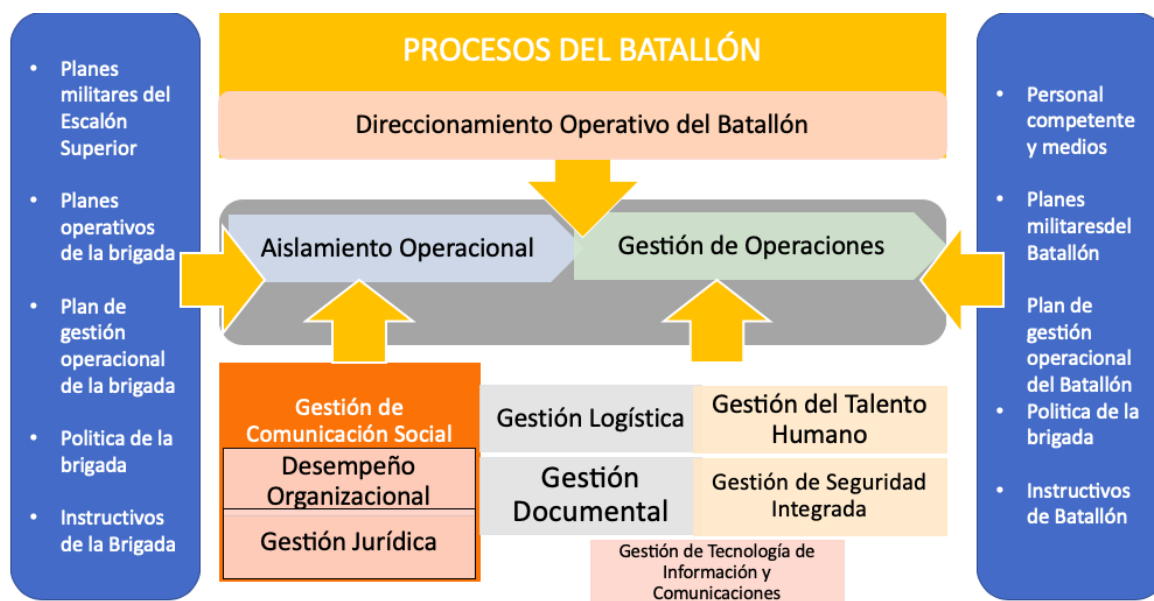 • Planes
militares del
Escalón
Superior
• Planes
operativos
de la brigada
• Plan de
gestión
operacional
de la brigada
• Politica de la
brigada
• Instructivos
de la Brigada
PROCESOS DEL BATALLÓN
Direccionamiento Operativo del Batallón
Aislamiento Operacional
Gestión de Operaciones
Gestión de
Comunicación Social
Desempeño
Organizacional
Gestión Jurídica
Gestión Logística
Gestión
Documental
Gestión del Talento
Humano
Gestión de Seguridad
Integrada
Gestión de Tecnología de
Información y
Comunicaciones
• Personal
competente
y medios
• Planes
militaresdel
Batallón
Plan de
gestión
operacional
del Batallón
• Politica de la
brigada
• Instructivos
de Batallón